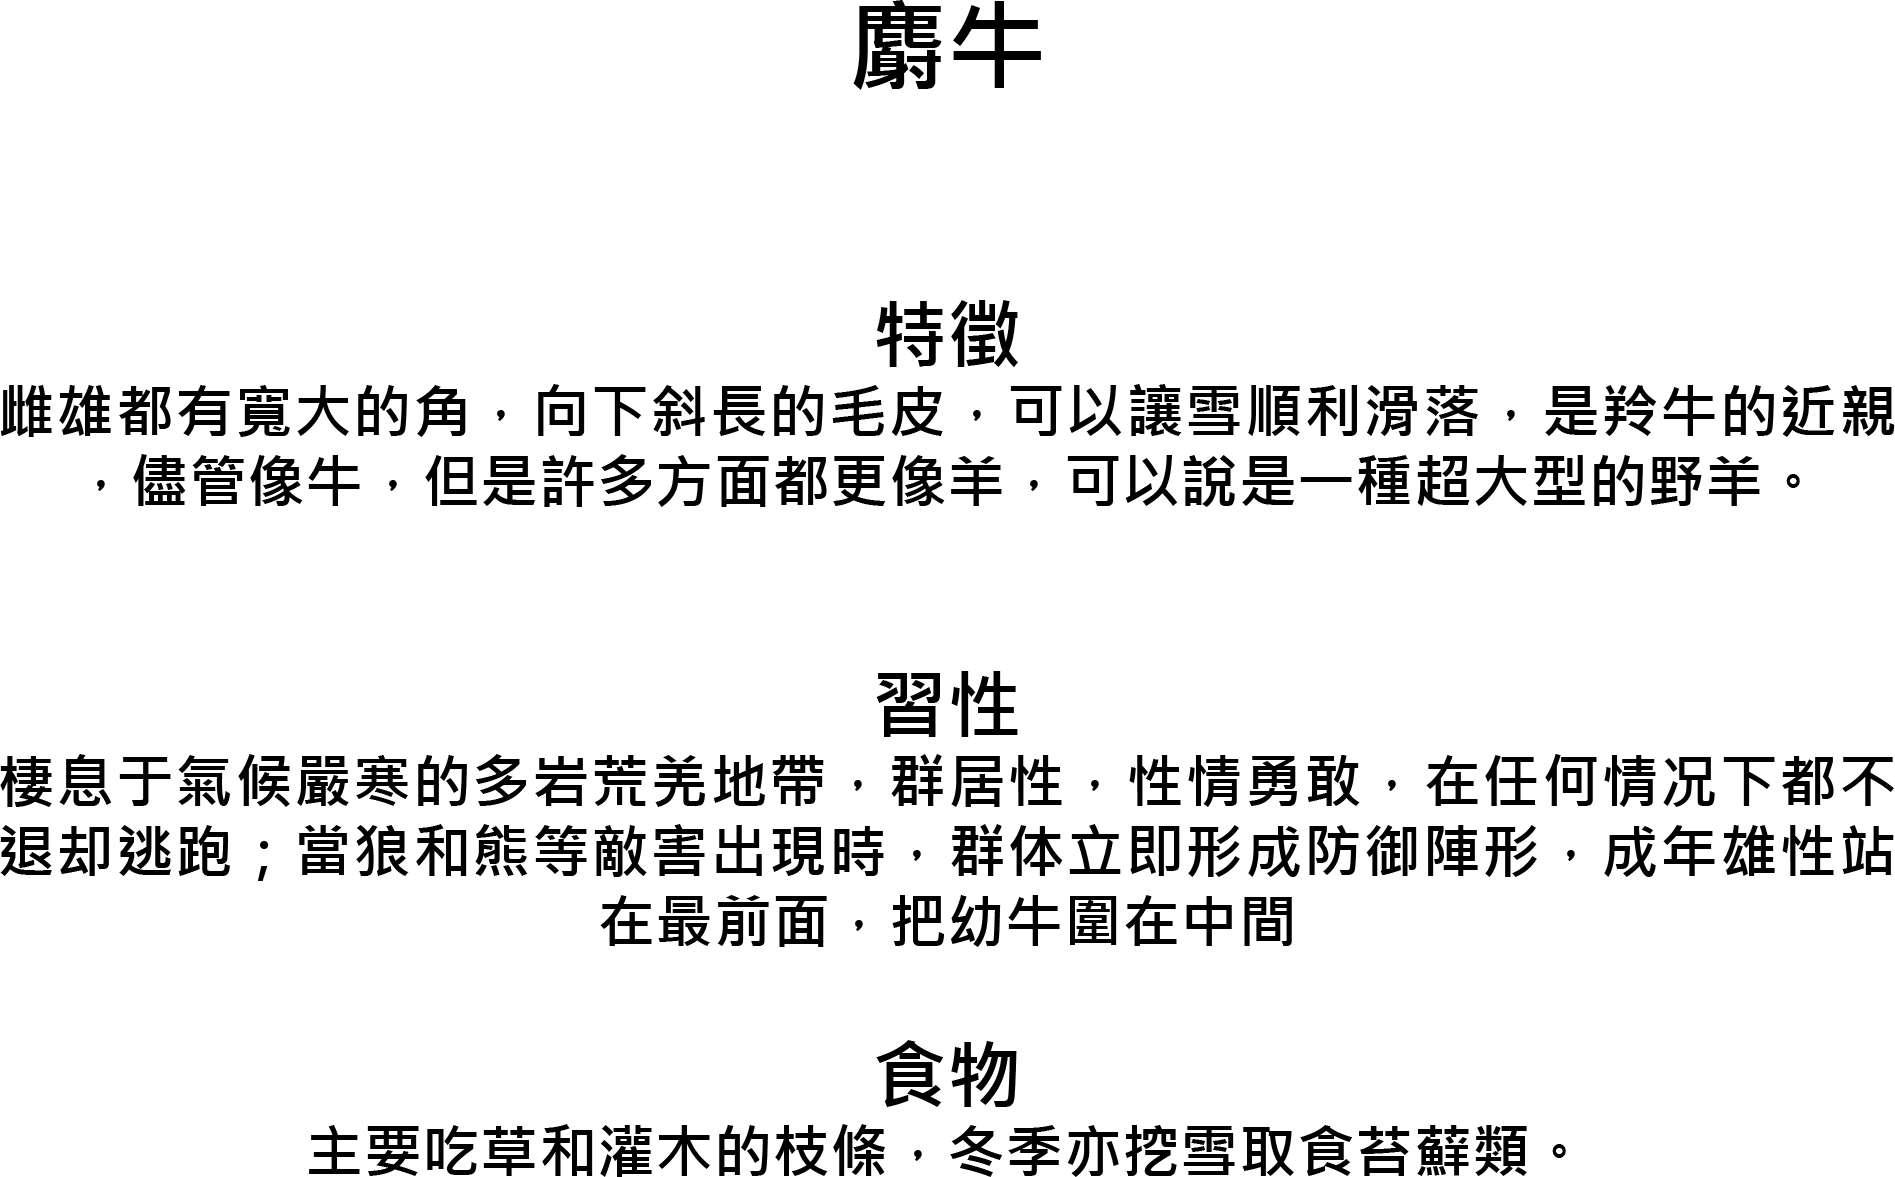 麝牛
特徵
雌雄都有寬大的角，向下斜長的毛皮，可以讓雪順利滑落，是羚牛的近親
，儘管像牛，但是許多方面都更像羊，可以說是一種超大型的野羊。
習性
棲息于氣候嚴寒的多岩荒羌地帶，群居性，性情勇敢，在任何情况下都不
退却逃跑；當狼和熊等敵害出現時，群体立即形成防御陣形，成年雄性站
在最前面，把幼牛圍在中間
食物
主要吃草和灌木的枝條，冬季亦挖雪取食苔蘚類。